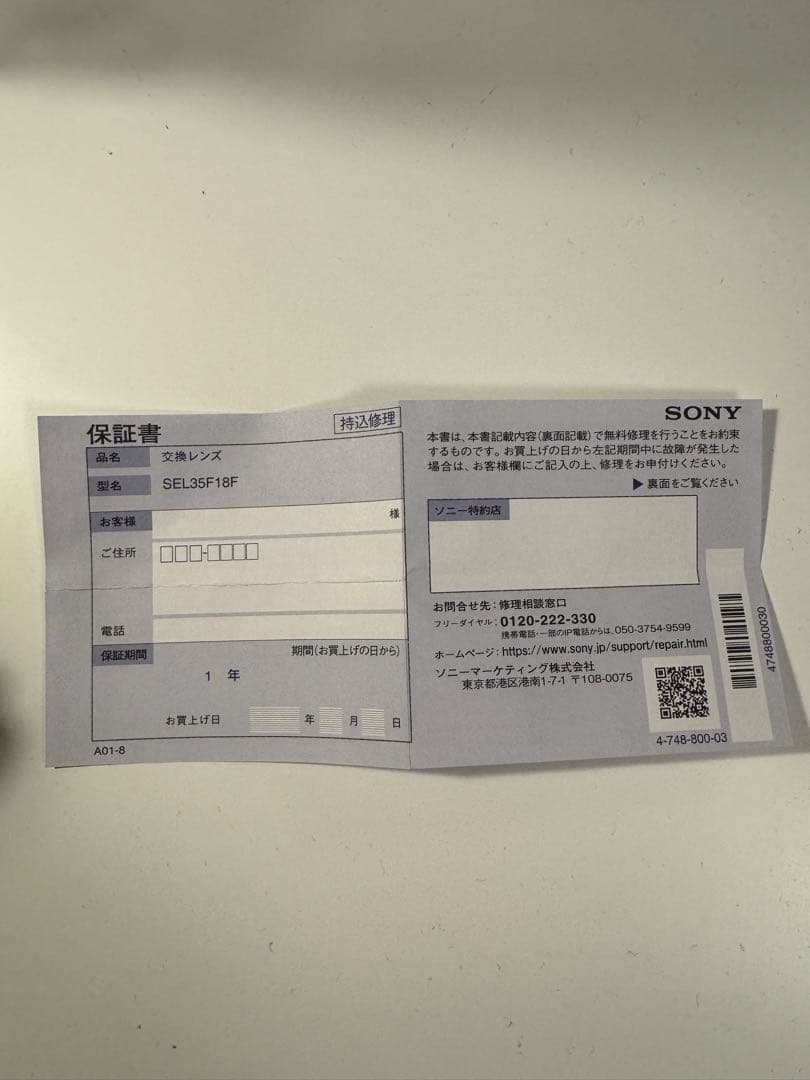 保証書
持込修理
品名 交換レンズ
型名 SEL35F18F
お客様 様
ご住所 □□□-□□□□
電話
保証期間 期間(お買上げの日から)
1 年
お買上げ日 年 月 日
A01-8
SONY
本書は、本書記載内容(裏面記載)で無料修理を行うことをお約束
するものです。お買上げの日から左記期間中に故障が発生した
場合は、お客様欄にご記入の上、修理をお申付けください。
▶裏面をご覧ください
ソニー特約店
お問合せ先:修理相談窓口
フリーダイヤル:0120-222-330
携帯電話・一部のIP電話からは、050-3754-9599
ホームページ:https://www.sony.jp/support/repair.html
ソニーマーケティング株式会社
東京都港区港南1-7-1 〒108-0075
4-748-800-03
4748800030